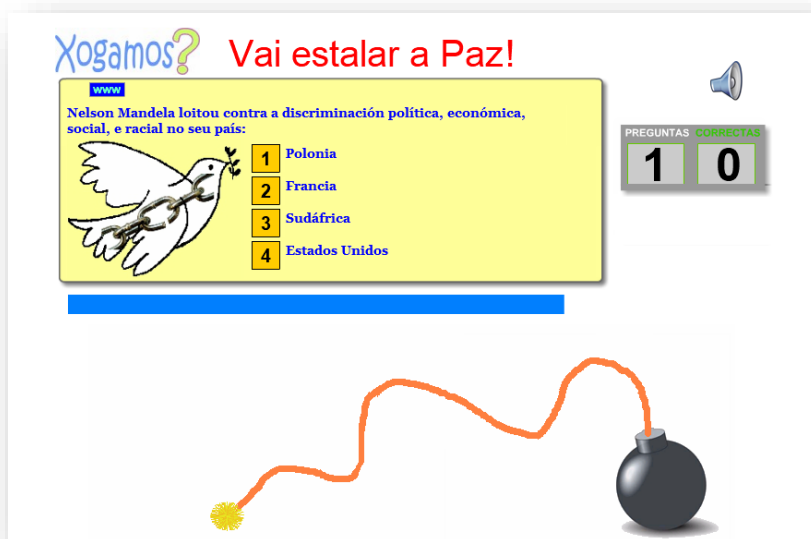 Xogamos?
Vai estalar a Paz!
www
Nelson Mandela loitou contra a discriminación política, económica,
social, e racial no seu país:
1 Polonia
2 Francia
3 Sudáfrica
4 Estados Unidos
PREGUNTAS CORRECTAS
1 0